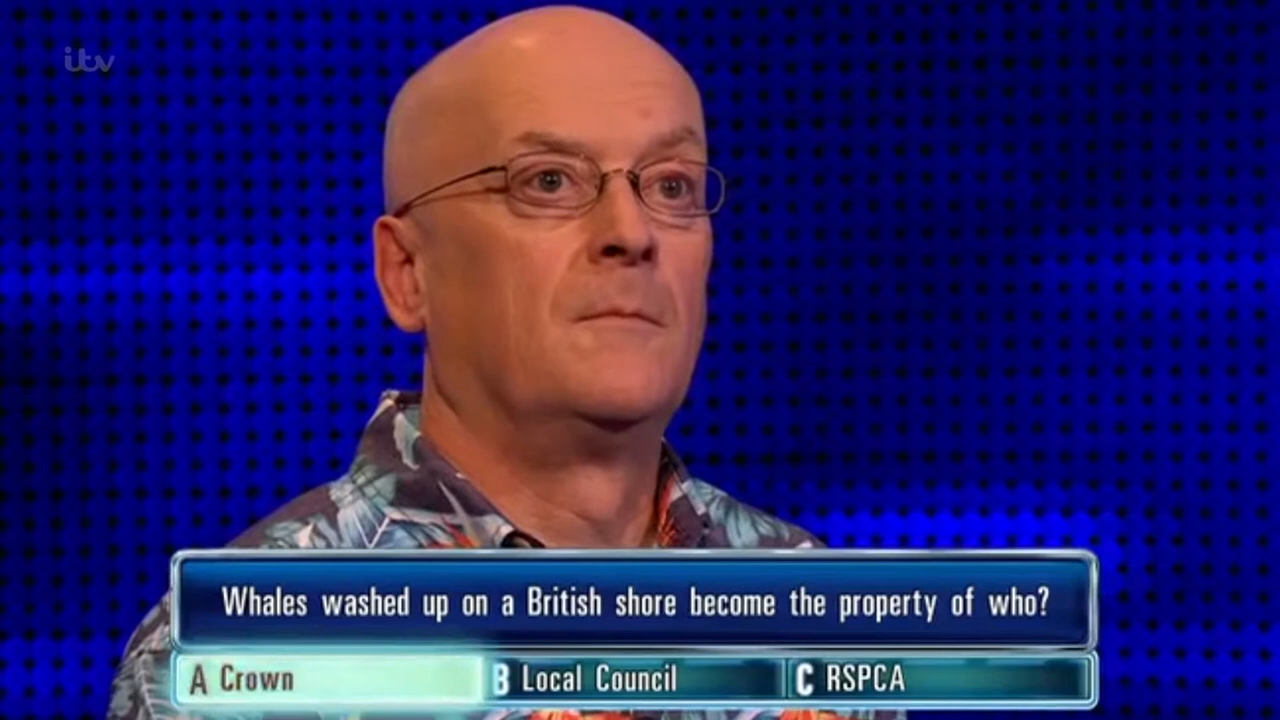 itv
Whales washed up on a British shore become the property of who?
A Crown
B Local Council
C RSPCA